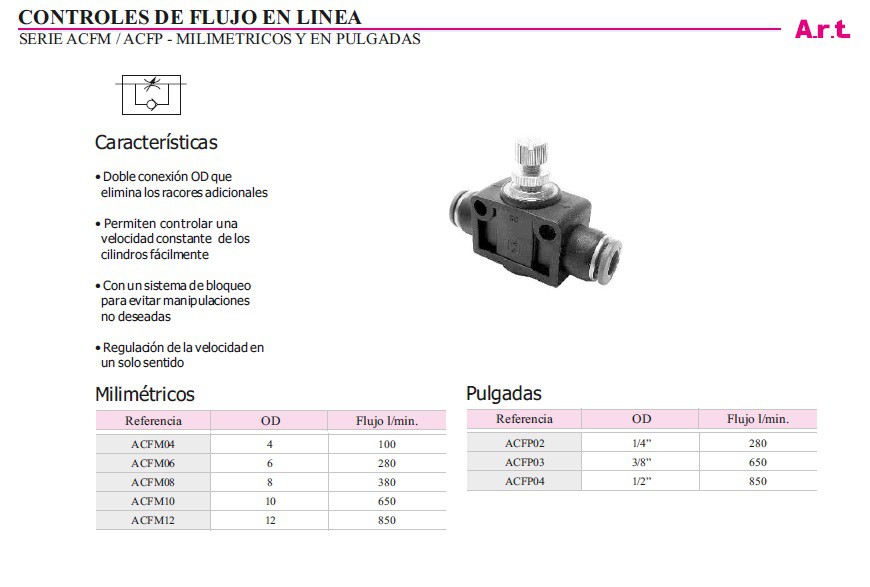 CONTROLES DE FLUJO EN LINEA
SERIE ACFM / ACFP - MILIMETRICOS Y EN PULGADAS
A.r.t.
Características
• Doble conexión OD que
elimina los racores adicionales
• Permiten controlar una
velocidad constante de los
cilindros fácilmente
• Con un sistema de bloqueo
para evitar manipulaciones
no deseadas
• Regulación de la velocidad en
un solo sentido
Milimétricos
Referencia OD Flujo l/min.
ACFM04 4 100
ACFM06 6 280
ACFM08 8 380
ACFM10 10 650
ACFM12 12 850
Pulgadas
Referencia OD Flujo l/min.
ACFP02 1/4” 280
ACFP03 3/8” 650
ACFP04 1/2” 850